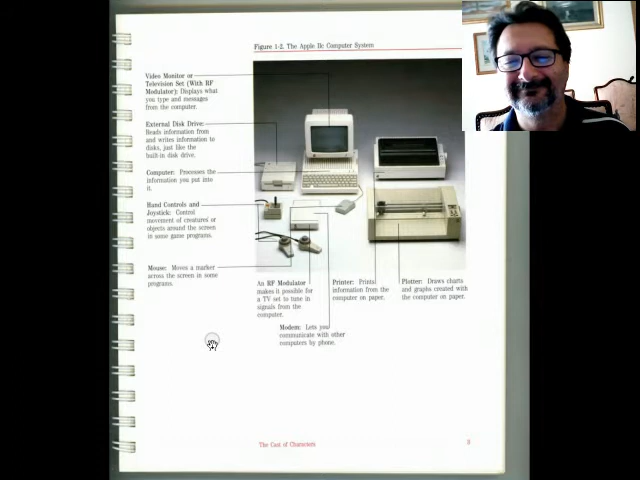 Figure 1-2. The Apple IIc Computer System
Video Monitor or
Television Set (With RF
Modulator): Displays what
you type and messages
from the computer.
External Disk Drive:
Reads information from
and writes information to
disks, just like the
built-in disk drive.
Computer: Processes the
information you put into
it.
Hand Controls and
Joystick: Control
movement of creatures or
objects around the screen
in some game programs.
Mouse: Moves a marker
across the screen in some
programs.
An RF Modulator
makes it possible for
a TV set to tune in
signals from the
computer.
Modem: Lets you
communicate with other
computers by phone.
Printer: Prints
information from the
computer on paper.
Plotter: Draws charts
and graphs created with
the computer on paper.
The Cast of Characters
3